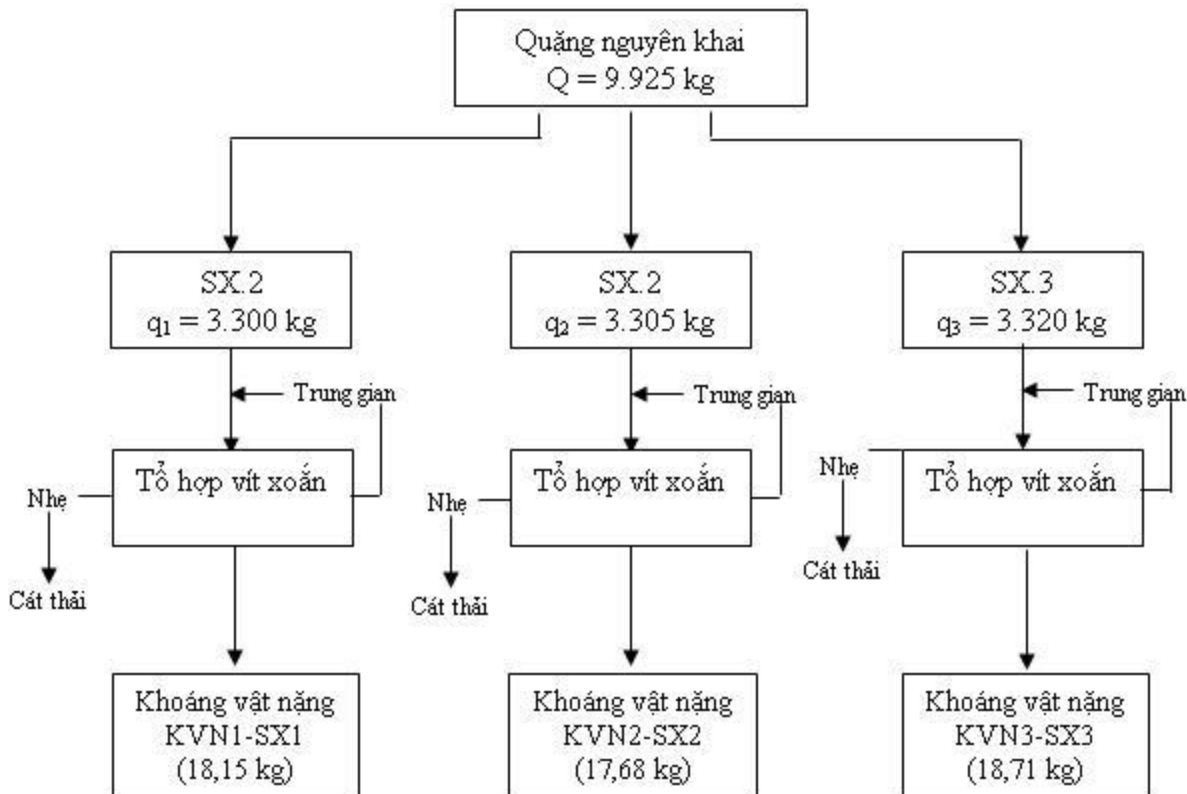 Quặng nguyên khai
Q = 9.925 kg
SX.2
q₁ = 3.300 kg
SX.2
q₂ = 3.305 kg
SX.3
q₃ = 3.320 kg
Trung gian
Trung gian
Trung gian
Tổ hợp vít xoắn
Tổ hợp vít xoắn
Tổ hợp vít xoắn
Nhẹ
Nhẹ
Nhẹ
Cát thải
Cát thải
Cát thải
Khoáng vật nặng
KVN1-SX1
(18,15 kg)
Khoáng vật nặng
KVN2-SX2
(17,68 kg)
Khoáng vật nặng
KVN3-SX3
(18,71 kg)